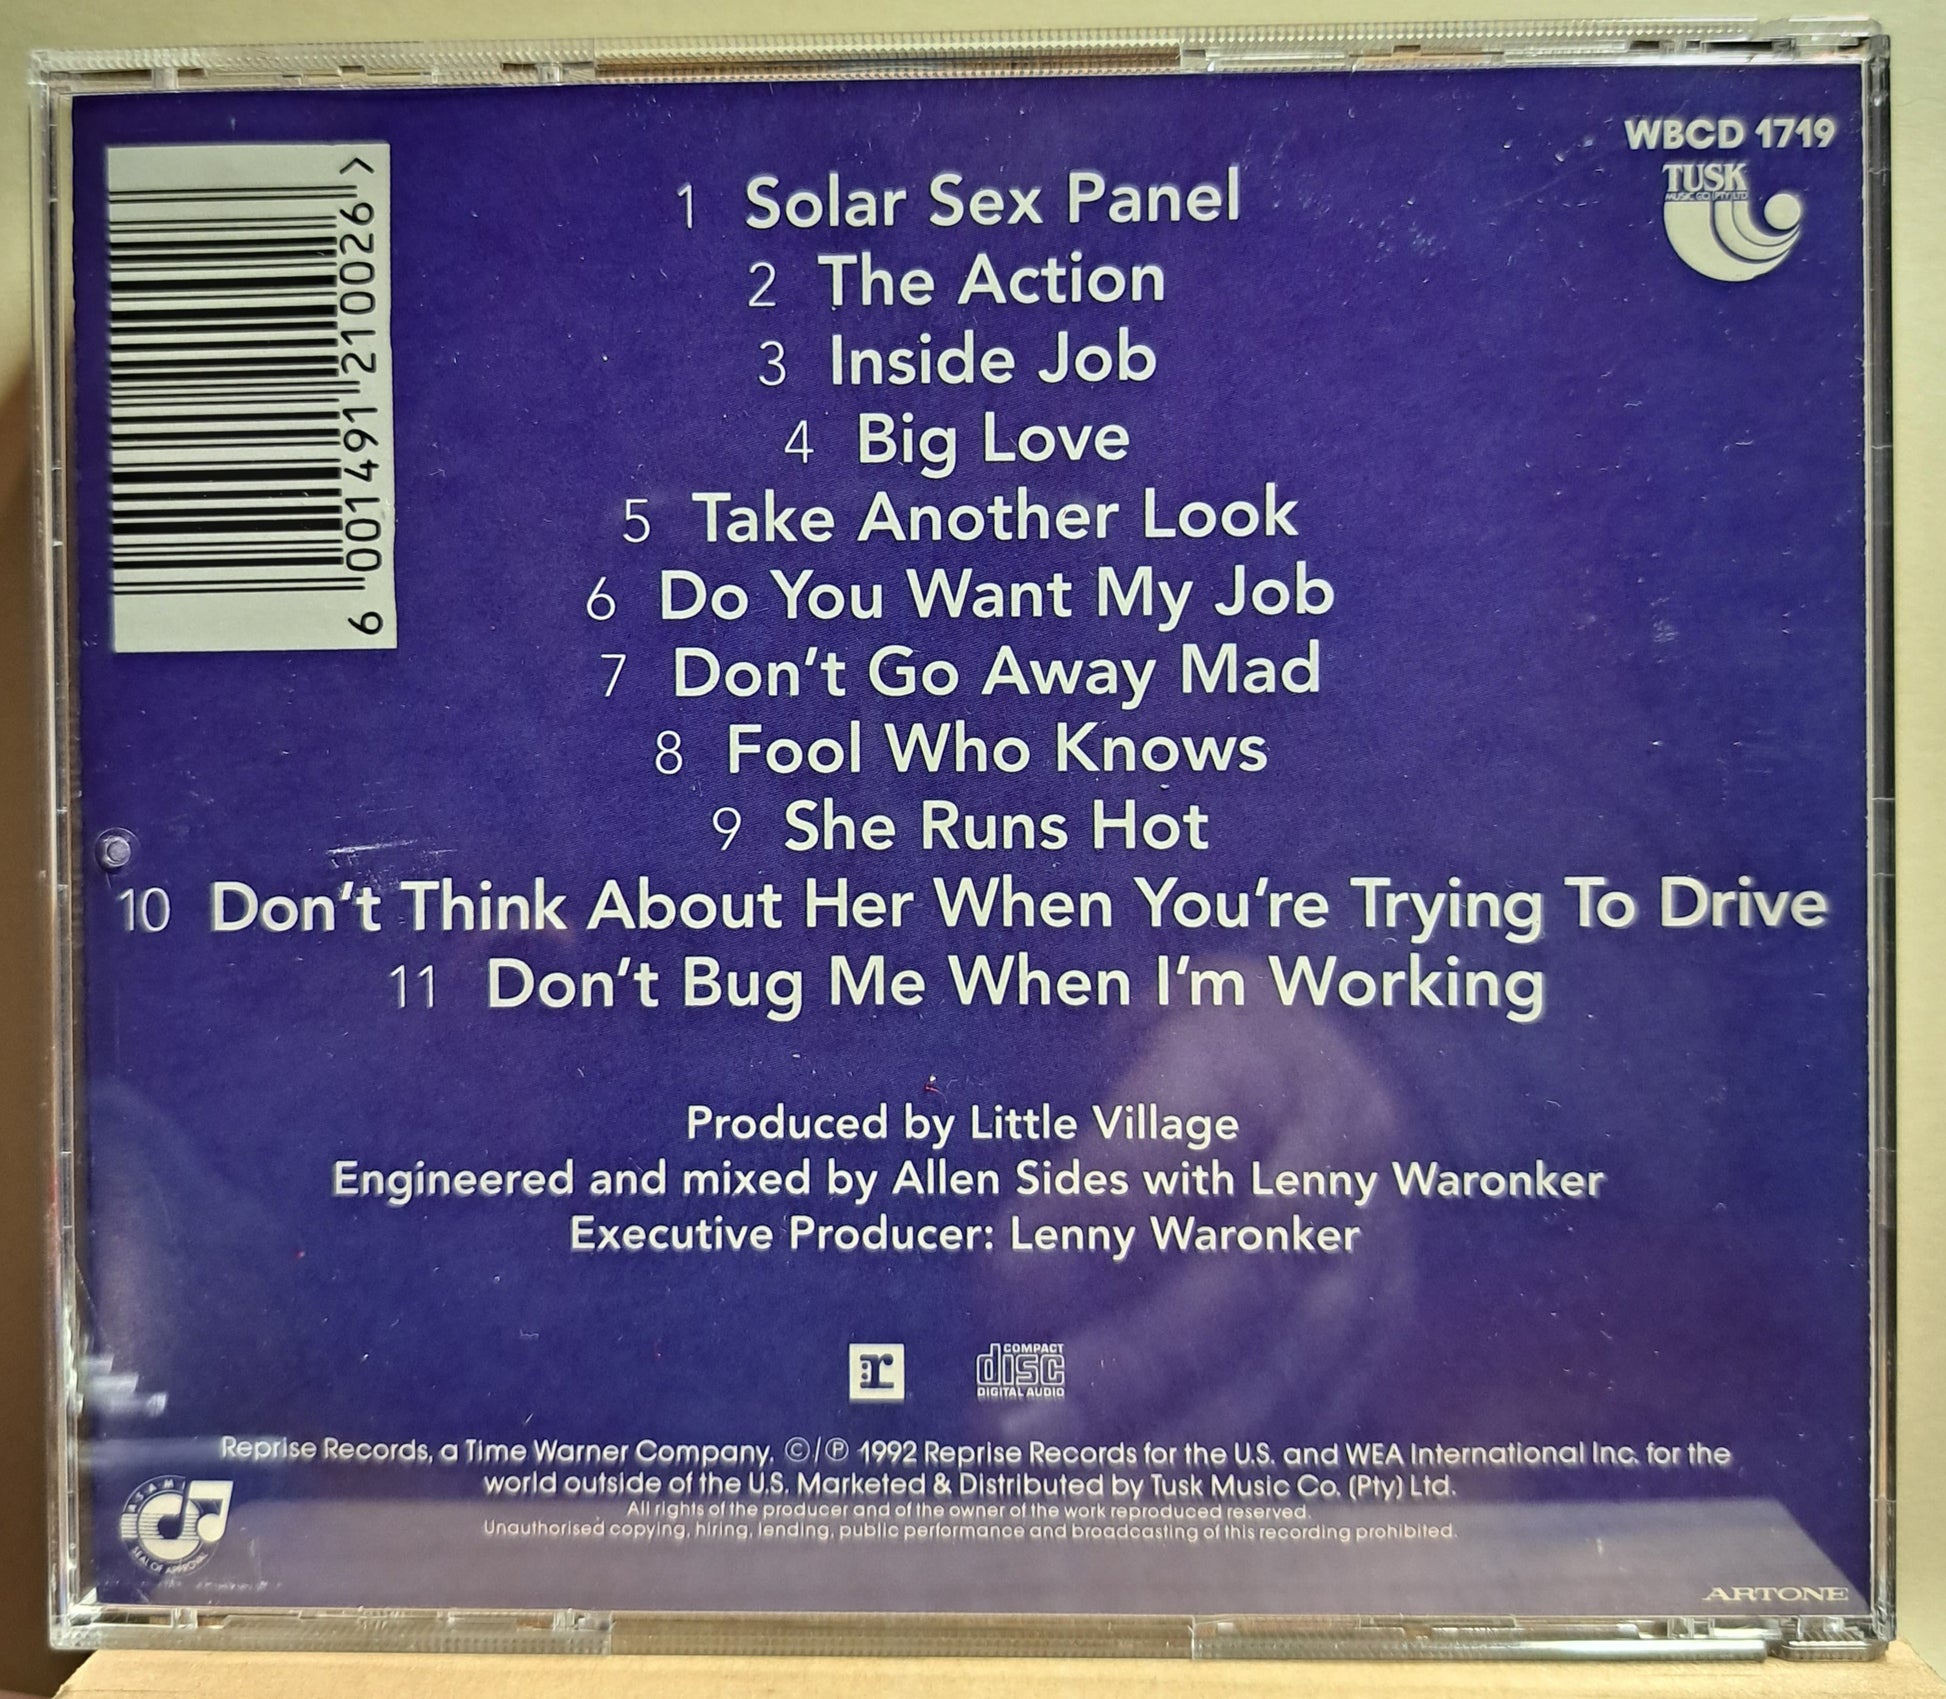 WBCD 1719
TUSK
MUSIC CO (PTY) LTD
6 001491 210026 >
1 Solar Sex Panel
2 The Action
3 Inside Job
4 Big Love
5 Take Another Look
6 Do You Want My Job
7 Don't Go Away Mad
8 Fool Who Knows
9 She Runs Hot
10 Don't Think About Her When You're Trying To Drive
11 Don't Bug Me When I'm Working
Produced by Little Village
Engineered and mixed by Allen Sides with Lenny Waronker
Executive Producer: Lenny Waronker
:r
COMPACT
disc
DIGITAL AUDIO
Reprise Records, a Time Warner Company. ©/℗ 1992 Reprise Records for the U.S. and WEA International Inc. for the
world outside of the U.S. Marketed & Distributed by Tusk Music Co. (Pty) Ltd.
All rights of the producer and of the owner of the work reproduced reserved.
Unauthorised copying, hiring, lending, public performance and broadcasting of this recording prohibited.
SEAL OF APPROVAL
ARTONE